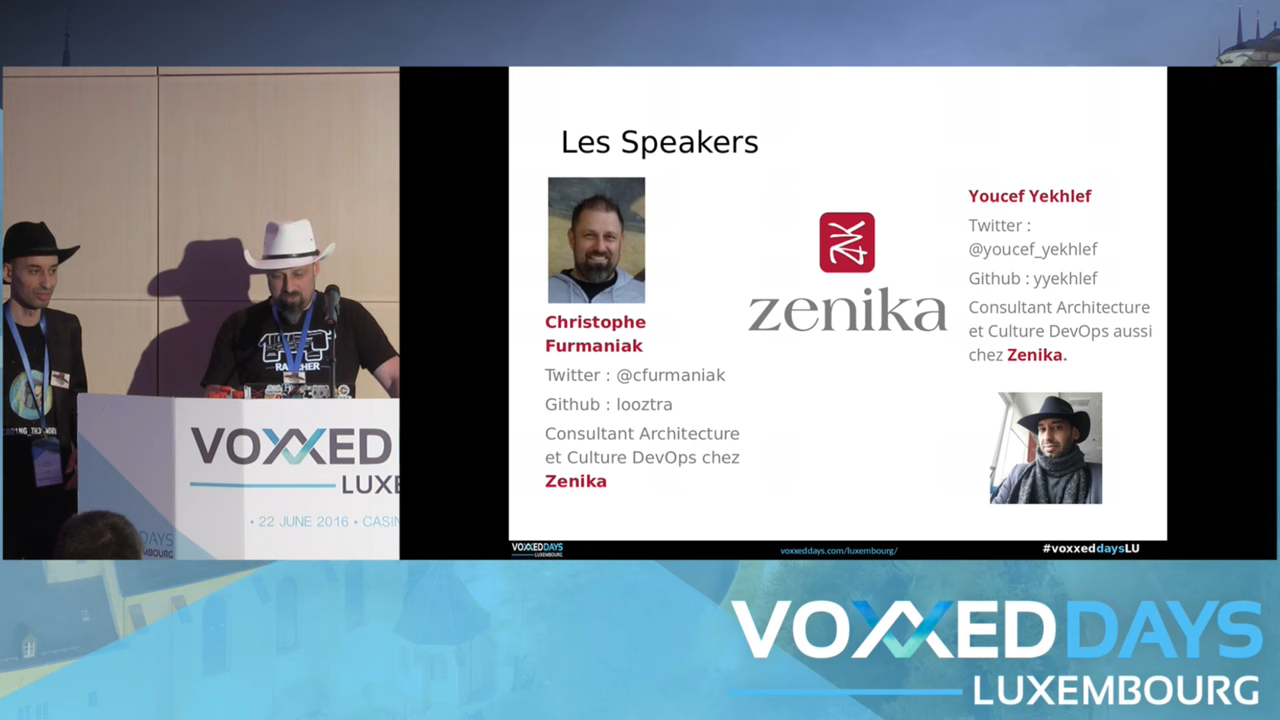 Les Speakers
Christophe
Furmaniak
Twitter : @cfurmaniak
Github : looztra
Consultant Architecture
et Culture DevOps chez
Zenika
zenika
Youcef Yekhlef
Twitter :
@youcef_yekhlef
Github : yyekhlef
Consultant Architecture
et Culture DevOps aussi
chez Zenika.
VOXXEDDAYS
LUXEMBOURG
voxxeddays.com/luxembourg/
#voxxeddaysLU
RANCHER
VOXXED
LUXE
• 22 JUNE 2016 • CASIN
DAYS
BOURG
VOXXEDDAYS
LUXEMBOURG